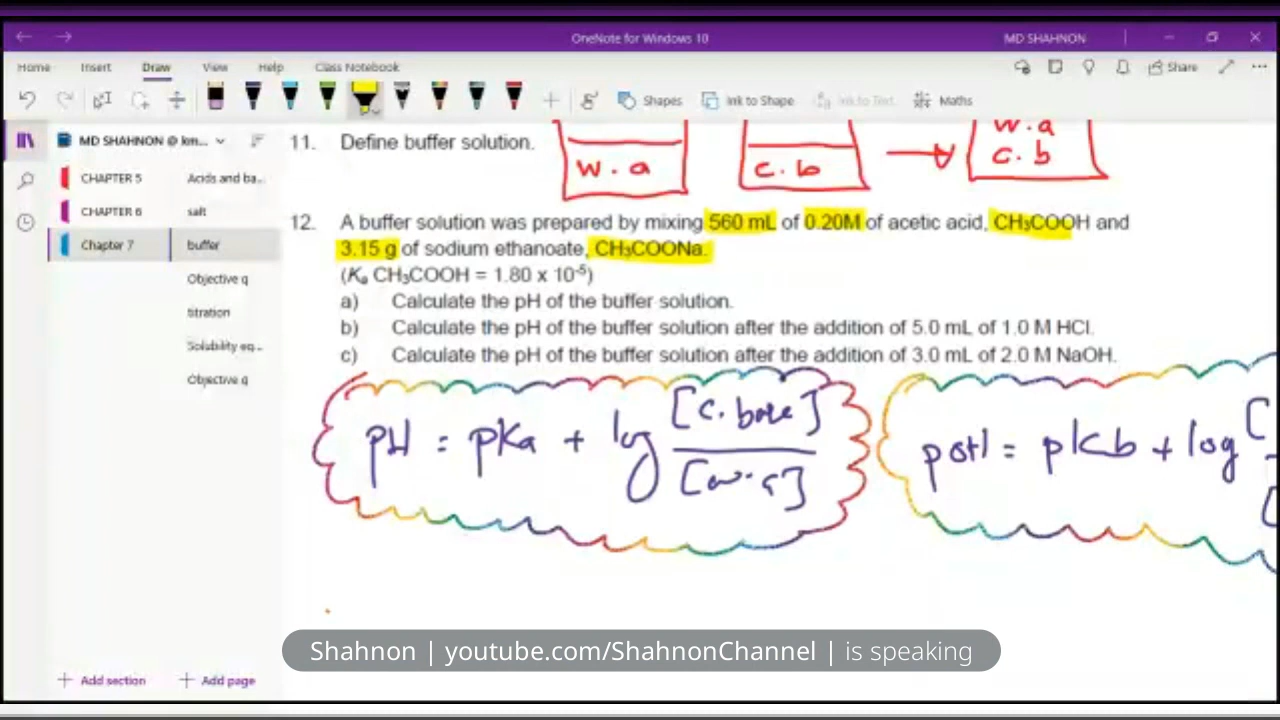 OneNote for Windows 10
MD SHAHNON
Home Insert Draw View Help Class Notebook
Share
Shapes Ink to Shape Ink to Text Maths
MD SHAHNON @ km...
CHAPTER 5
CHAPTER 6
Chapter 7
Acids and ba...
salt
buffer
Objective q
titration
Solubility eq...
Objective q
Add section
Add page
11. Define buffer solution.
w.a
c.b
w.a
c.b
12. A buffer solution was prepared by mixing 560 mL of 0.20M of acetic acid, CH₃COOH and
3.15 g of sodium ethanoate, CH₃COONa.
(Kₐ CH₃COOH = 1.80 x 10⁻⁵)
a) Calculate the pH of the buffer solution.
b) Calculate the pH of the buffer solution after the addition of 5.0 mL of 1.0 M HCl.
c) Calculate the pH of the buffer solution after the addition of 3.0 mL of 2.0 M NaOH.
pH = pKa + log [c.base]
[w.a]
pOH = pKb + log [
[
Shahnon | youtube.com/ShahnonChannel | is speaking